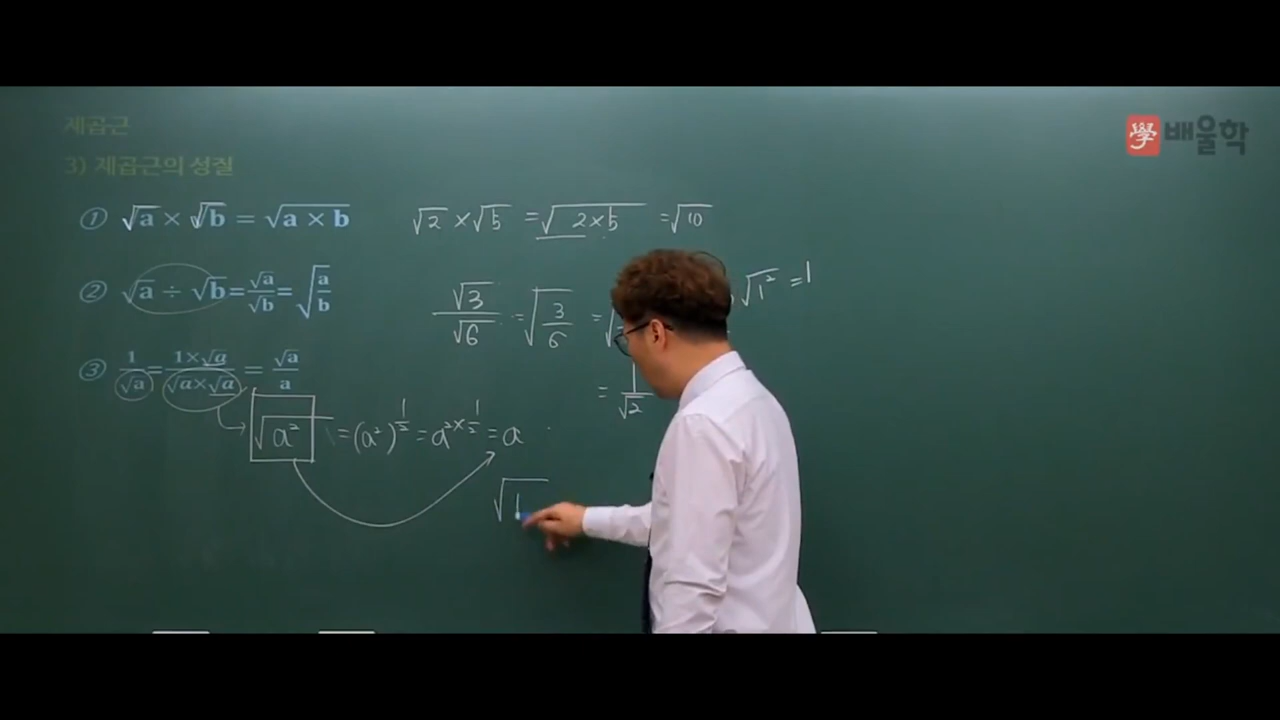 제곱근
學 배울학
3) 제곱근의 성질
① √a × √b = √(a × b)
√2 × √5 = √(2×5) = √10
② √a ÷ √b = √a/√b = √(a/b)
√3/√6 = √(3/6) = √
√(1²) = 1
③ 1/√a = (1×√a)/(√a×√a) = √a/a
= 1/√2
√(a²) = (a²)^(1/2) = a^(2×1/2) = a
√1